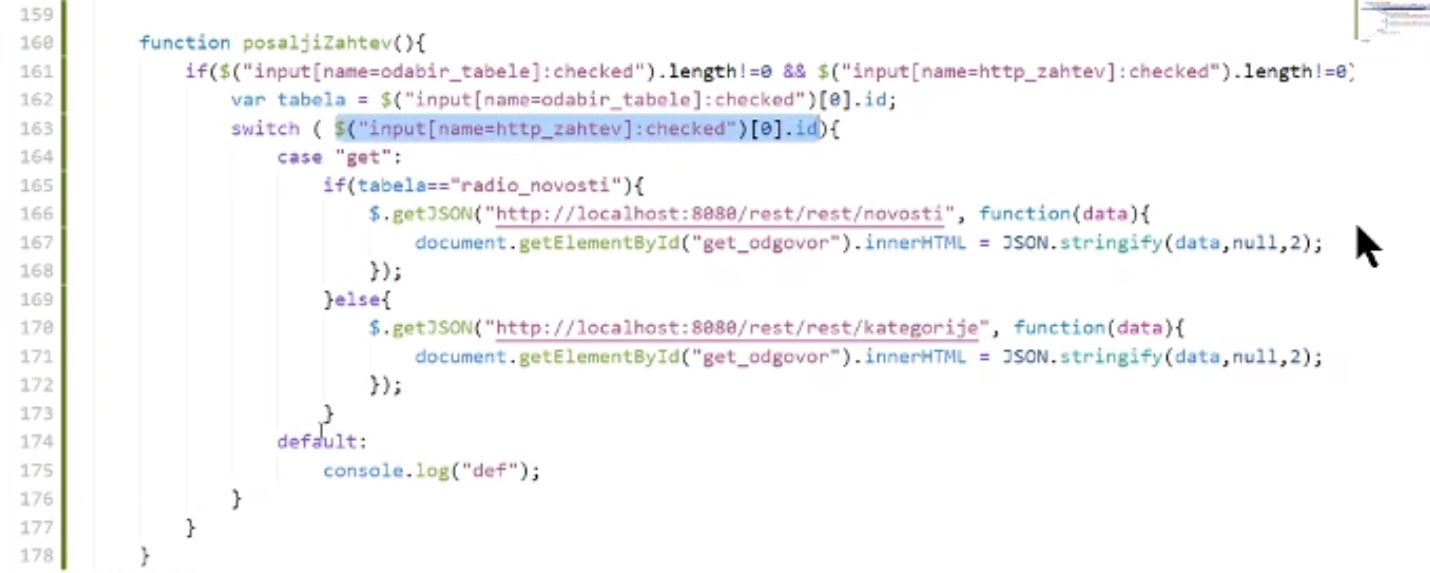 159
160 function posaljiZahtev(){
161 if($("input[name=odabir_tabele]:checked").length!=0 && $("input[name=http_zahtev]:checked").length!=0)
162 var tabela = $("input[name=odabir_tabele]:checked")[0].id;
163 switch ( $("input[name=http_zahtev]:checked")[0].id){
164 case "get":
165 if(tabela=="radio_novosti"){
166 $.getJSON("http://localhost:8080/rest/rest/novosti", function(data){
167 document.getElementById("get_odgovor").innerHTML = JSON.stringify(data,null,2);
168 });
169 }else{
170 $.getJSON("http://localhost:8080/rest/rest/kategorije", function(data){
171 document.getElementById("get_odgovor").innerHTML = JSON.stringify(data,null,2);
172 });
173 }
174 default:
175 console.log("def");
176 }
177 }
178 }